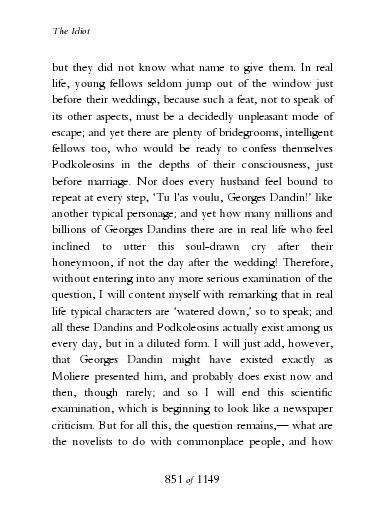 The Idiot
but they did not know what name to give them. In real
life, young fellows seldom jump out of the window just
before their weddings, because such a feat, not to speak of
its other aspects, must be a decidedly unpleasant mode of
escape; and yet there are plenty of bridegrooms, intelligent
fellows too, who would be ready to confess themselves
Podkoleosins in the depths of their consciousness, just
before marriage. Nor does every husband feel bound to
repeat at every step, ‘Tu l’as voulu, Georges Dandin!’ like
another typical personage; and yet how many millions and
billions of Georges Dandins there are in real life who feel
inclined to utter this soul-drawn cry after their
honeymoon, if not the day after the wedding! Therefore,
without entering into any more serious examination of the
question, I will content myself with remarking that in real
life typical characters are ‘watered down,’ so to speak; and
all these Dandins and Podkoleosins actually exist among us
every day, but in a diluted form. I will just add, however,
that Georges Dandin might have existed exactly as
Moliere presented him, and probably does exist now and
then, though rarely; and so I will end this scientific
examination, which is beginning to look like a newspaper
criticism. But for all this, the question remains,— what are
the novelists to do with commonplace people, and how
851 of 1149